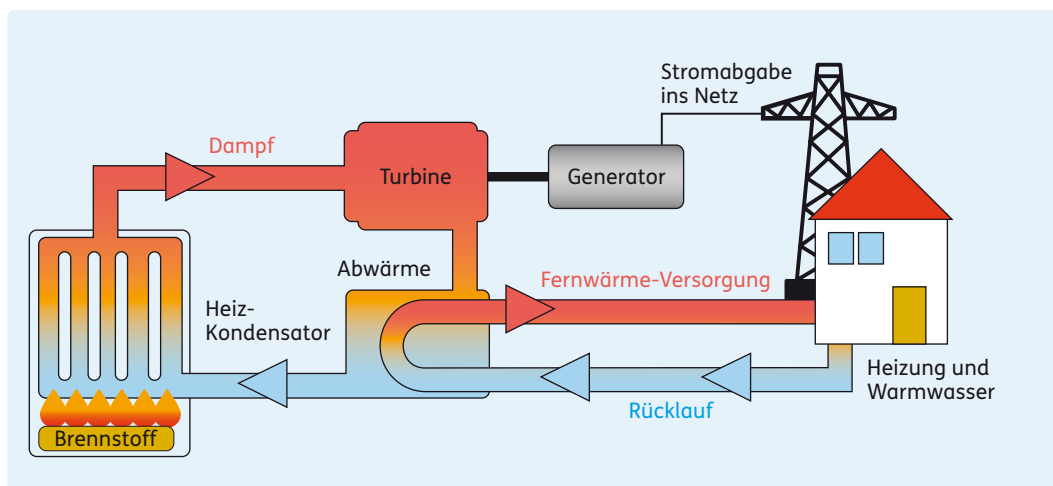 Stromabgabe
ins Netz
Dampf
Turbine
Generator
Abwärme
Fernwärme-Versorgung
Heiz-
Kondensator
Heizung und
Warmwasser
Rücklauf
Brennstoff